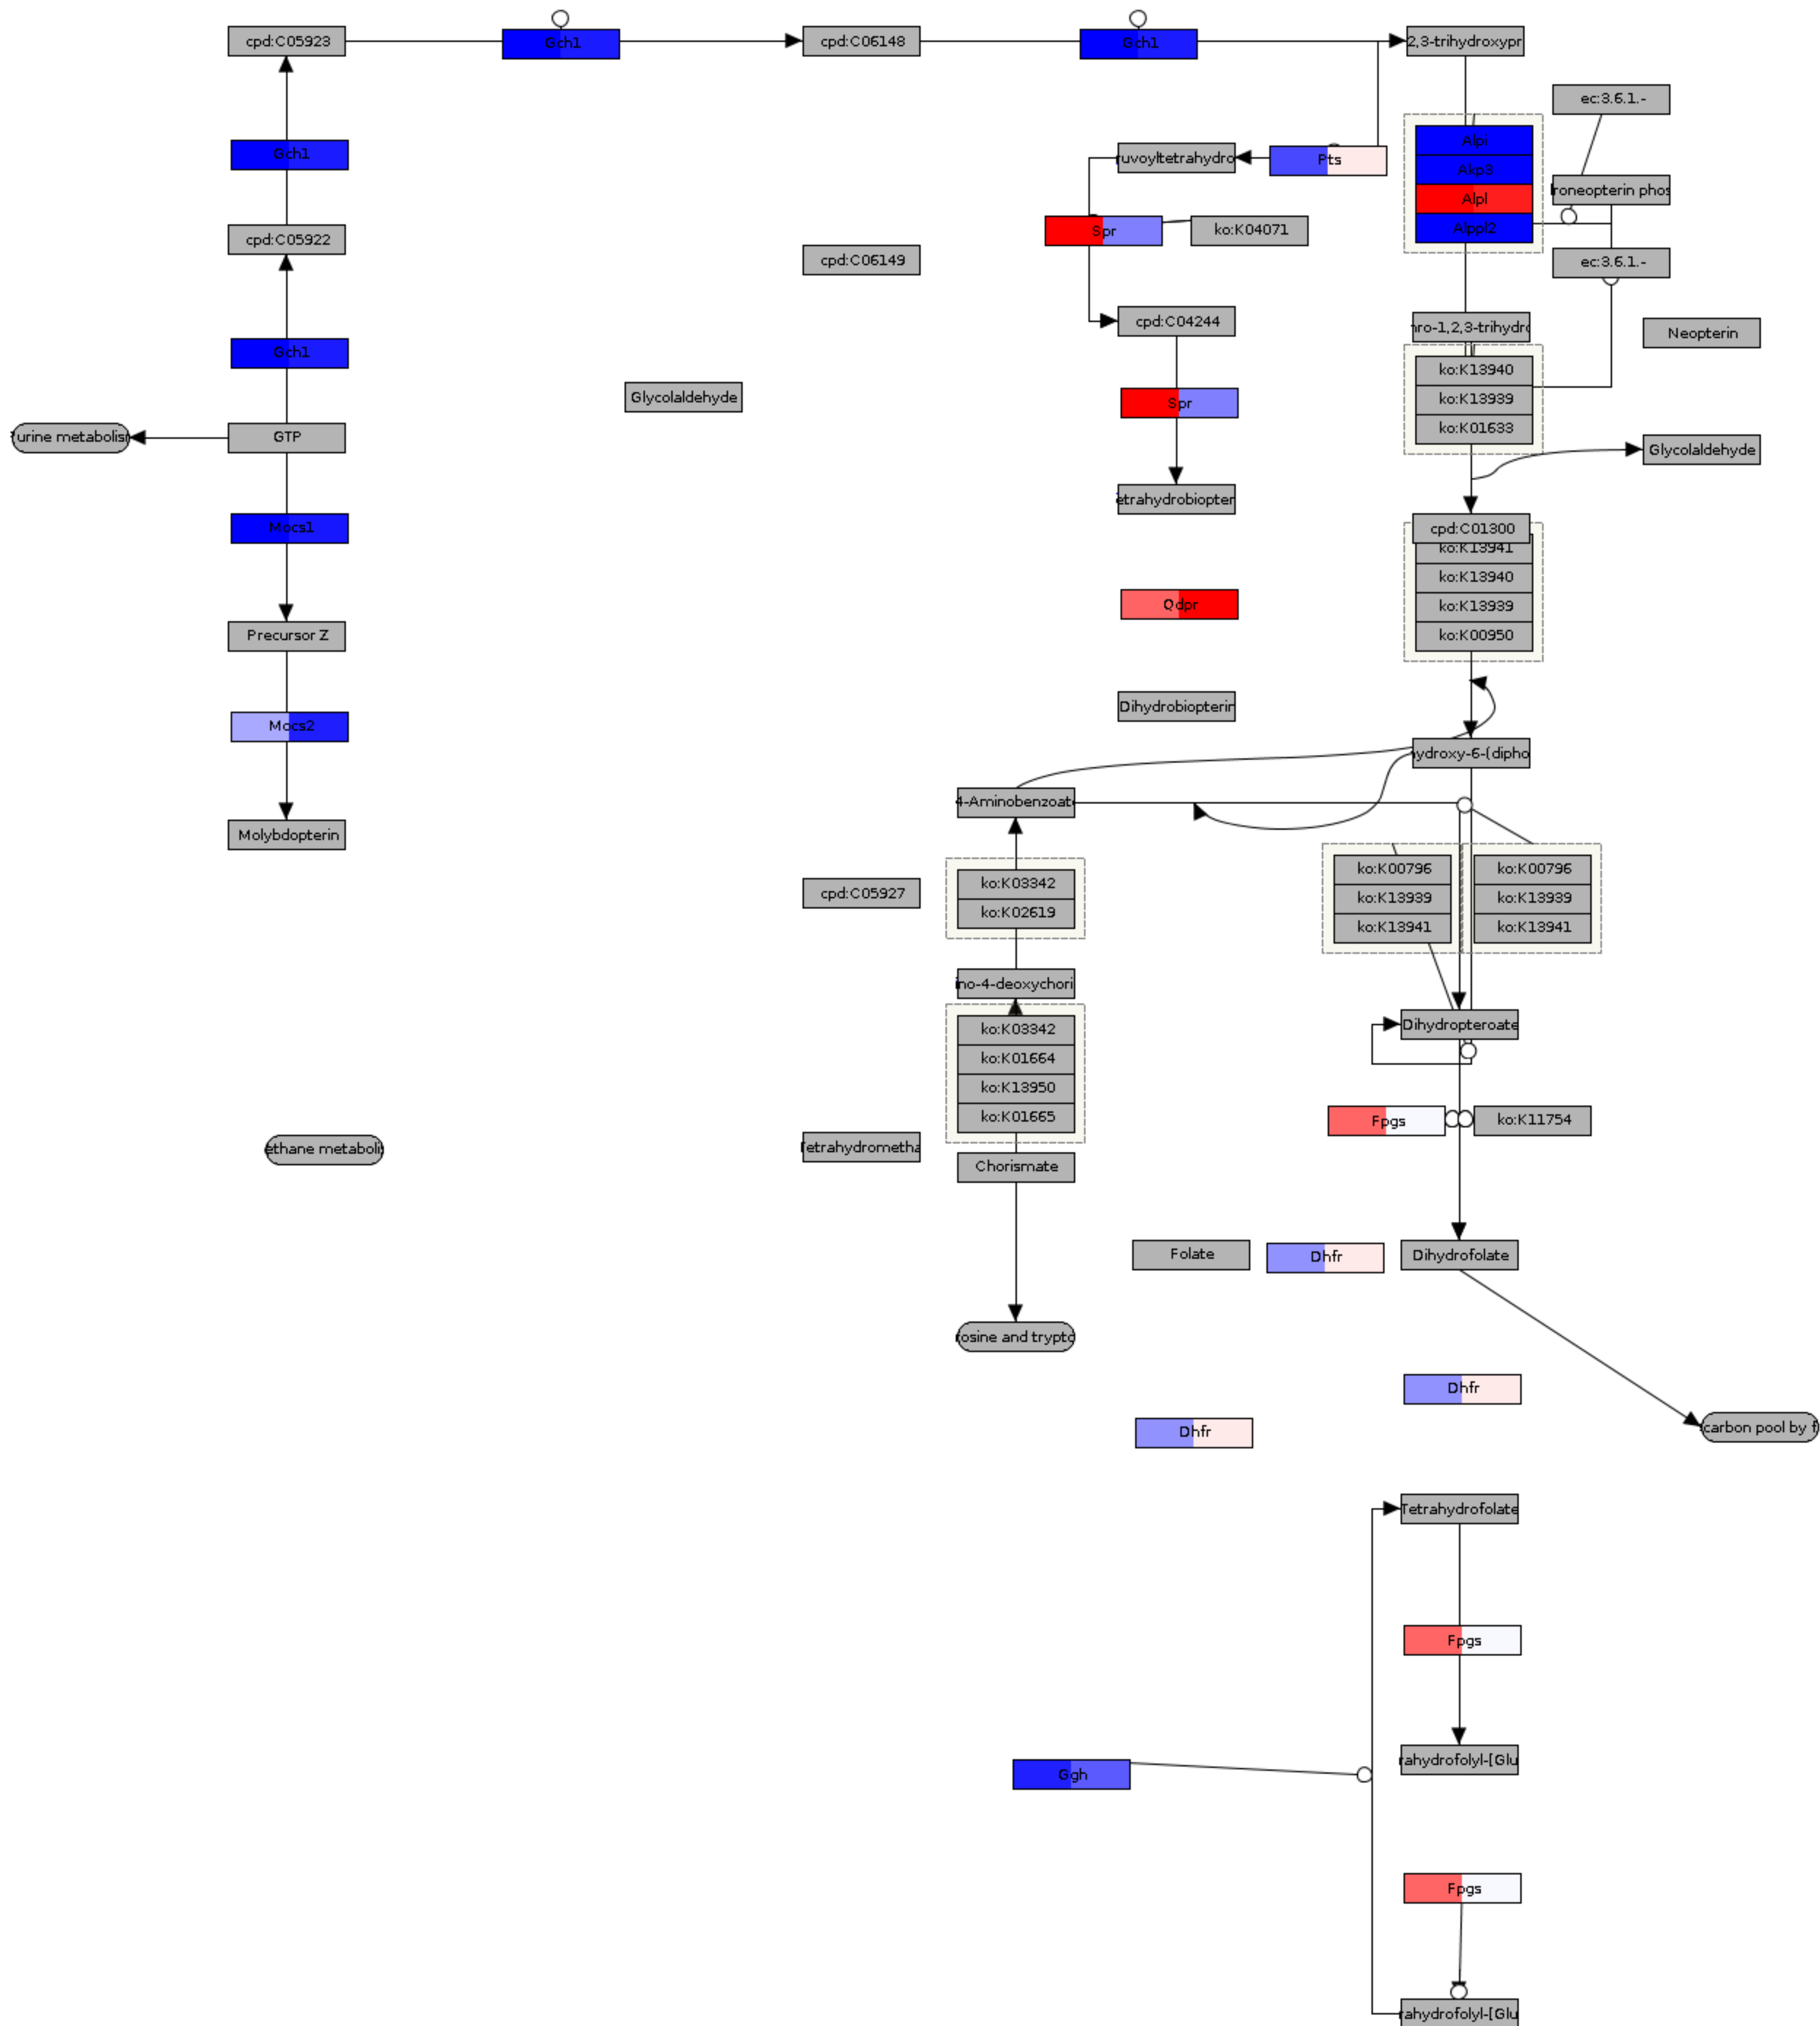 cpd:C05923
Gch1
cpd:C06148
Gch1
2,3-trihydroxypr
ec:3.6.1.-
Alpi
Gch1
ruvoyltetrahydro
Pts
Akp3
Alpl
roneopterin phos
Alppl2
Spr
ko:K04071
cpd:C05922
cpd:C06149
ec:3.6.1.-
cpd:C04244
nro-1,2,3-trihydro
Neopterin
Gch1
ko:K13940
ko:K13939
ko:K01633
Glycolaldehyde
Spr
urine metabolisr
GTP
Glycolaldehyde
etrahydrobiopter
Mocs1
cpd:C01300
ko:K13941
ko:K13940
ko:K13939
ko:K00950
Qdpr
Precursor Z
Dihydrobiopterin
Mocs2
ydroxy-6-(dipho
4-Aminobenzoat
Molybdopterin
ko:K00796
ko:K13939
ko:K13941
ko:K00796
ko:K13939
ko:K13941
cpd:C05927
ko:K03342
ko:K02619
ino-4-deoxychori
Dihydropteroate
ko:K03342
ko:K01664
ko:K13950
ko:K01665
Fpgs
ko:K11754
ethane metaboli
Tetrahydrometha
Chorismate
Folate
Dhfr
Dihydrofolate
rosine and trypto
Dhfr
carbon pool by f
Dhfr
Tetrahydrofolate
Fpgs
rahydrofolyl-[Glu
Ggh
Fpgs
rahydrofolyl-[Glu